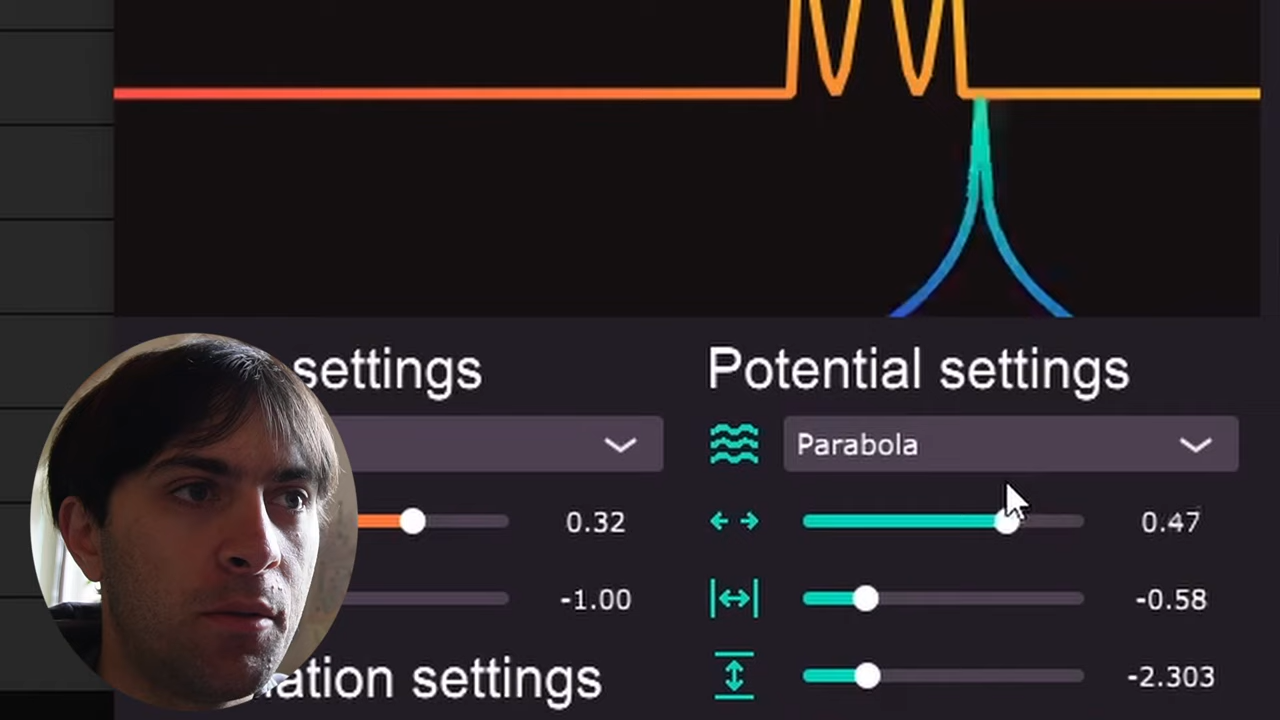 settings
Potential settings
Parabola
0.32
0.47
-1.00
-0.58
ation settings
-2.303